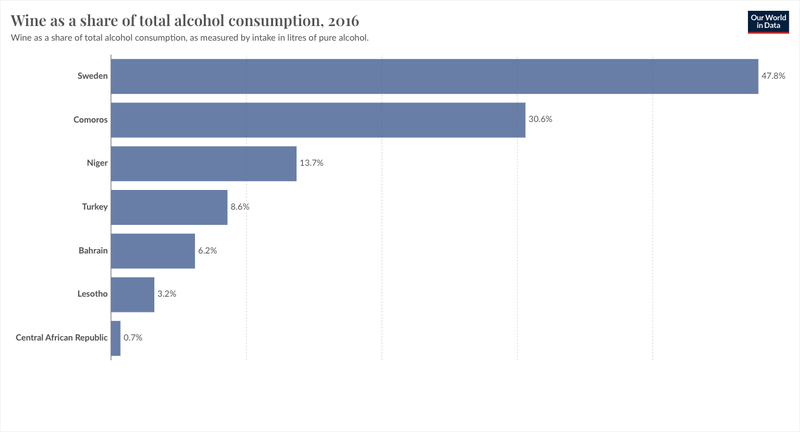 Wine as a share of total alcohol consumption, 2016
Our World
in Data
Wine as a share of total alcohol consumption, as measured by intake in litres of pure alcohol.
Sweden 47.8%
Comoros 30.6%
Niger 13.7%
Turkey 8.6%
Bahrain 6.2%
Lesotho 3.2%
Central African Republic 0.7%